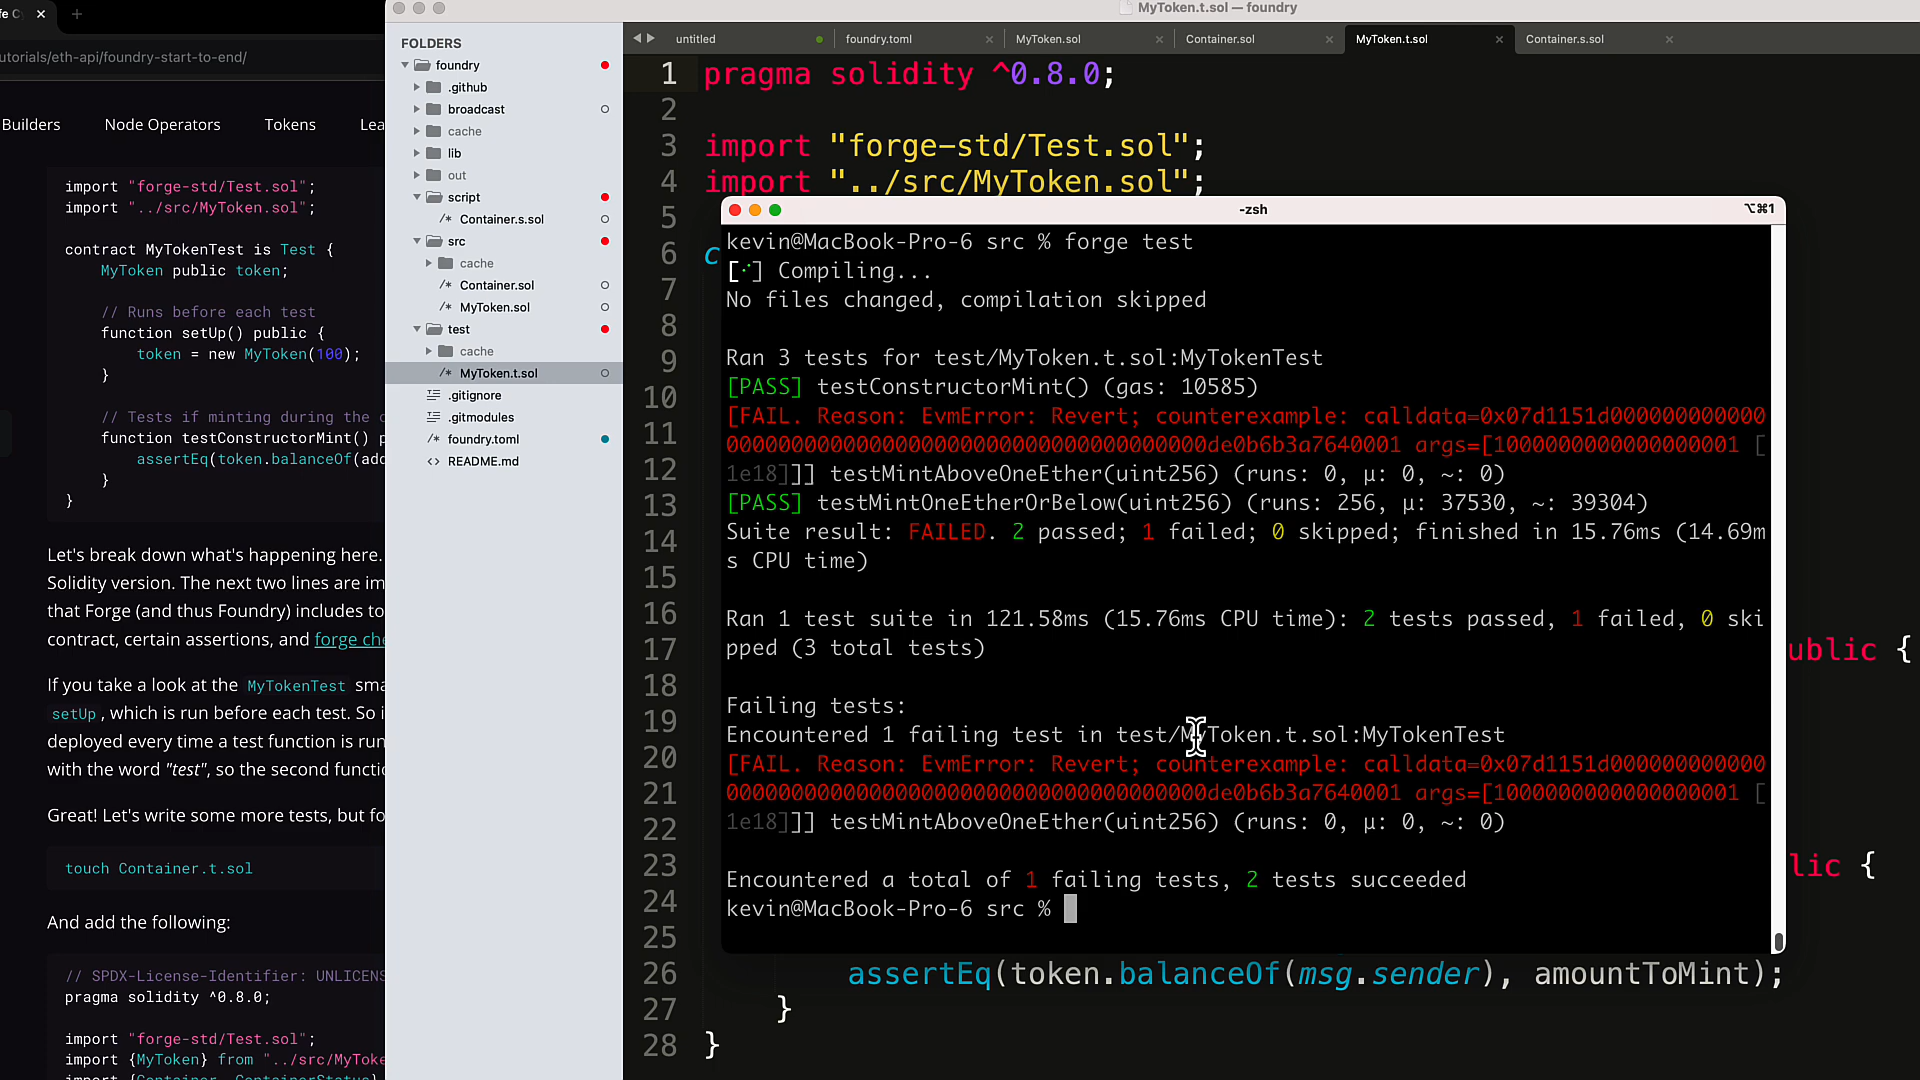 fe C
tutorials/eth-api/foundry-start-to-end/
Builders Node Operators Tokens Lea
import "forge-std/Test.sol";
import "../src/MyToken.sol";
contract MyTokenTest is Test {
MyToken public token;
// Runs before each test
function setUp() public {
token = new MyToken(100);
}
// Tests if minting during the c
function testConstructorMint() p
assertEq(token.balanceOf(add
}
}
Let's break down what's happening here.
Solidity version. The next two lines are im
that Forge (and thus Foundry) includes to
contract, certain assertions, and forge che
If you take a look at the MyTokenTest sma
setUp, which is run before each test. So i
deployed every time a test function is run
with the word "test", so the second functio
Great! Let's write some more tests, but fo
touch Container.t.sol
And add the following:
// SPDX-License-Identifier: UNLICENS
pragma solidity ^0.8.0;
import "forge-std/Test.sol";
import {MyToken} from "../src/MyToke
import {Container, ContainerStatus}
FOLDERS
foundry
.github
broadcast
cache
lib
out
script
/* Container.s.sol
src
cache
/* Container.sol
/* MyToken.sol
test
cache
/* MyToken.t.sol
.gitignore
.gitmodules
foundry.toml
<> README.md
MyToken.t.sol — foundry
untitled foundry.toml MyToken.sol Container.sol MyToken.t.sol Container.s.sol
1 pragma solidity ^0.8.0;
2
3 import "forge-std/Test.sol";
4 import "../src/MyToken.sol";
5
6 c
7
8
9
10
11
12
13
14
15
16
17 ublic {
18
19
20
21
22
23 lic {
24
25
26 assertEq(token.balanceOf(msg.sender), amountToMint);
27 }
28 }
-zsh ⌥⌘1
kevin@MacBook-Pro-6 src % forge test
[⠊] Compiling...
No files changed, compilation skipped
Ran 3 tests for test/MyToken.t.sol:MyTokenTest
[PASS] testConstructorMint() (gas: 10585)
[FAIL. Reason: EvmError: Revert; counterexample: calldata=0x07d1151d000000000000
0000000000000000000000000000000000000de0b6b3a7640001 args=[1000000000000000001 [
1e18]]] testMintAboveOneEther(uint256) (runs: 0, μ: 0, ~: 0)
[PASS] testMintOneEtherOrBelow(uint256) (runs: 256, μ: 37530, ~: 39304)
Suite result: FAILED. 2 passed; 1 failed; 0 skipped; finished in 15.76ms (14.69m
s CPU time)
Ran 1 test suite in 121.58ms (15.76ms CPU time): 2 tests passed, 1 failed, 0 ski
pped (3 total tests)
Failing tests:
Encountered 1 failing test in test/MyToken.t.sol:MyTokenTest
[FAIL. Reason: EvmError: Revert; counterexample: calldata=0x07d1151d000000000000
0000000000000000000000000000000000000de0b6b3a7640001 args=[1000000000000000001 [
1e18]]] testMintAboveOneEther(uint256) (runs: 0, μ: 0, ~: 0)
Encountered a total of 1 failing tests, 2 tests succeeded
kevin@MacBook-Pro-6 src %